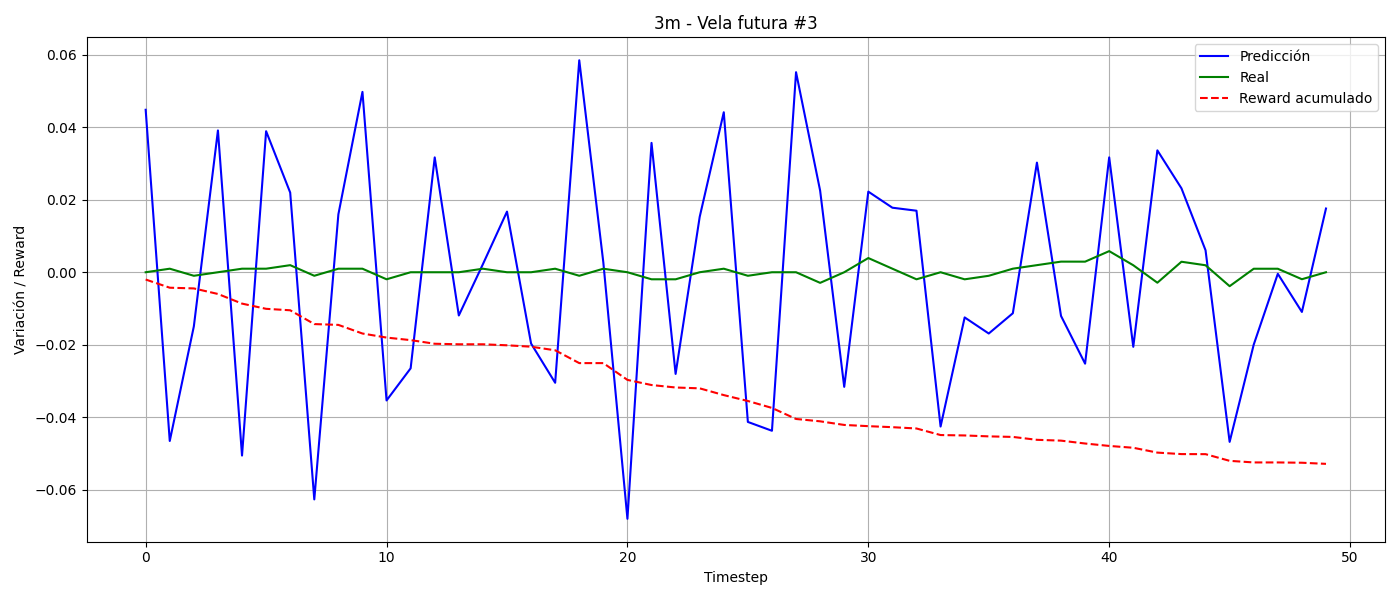 3m - Vela futura #3
Predicción
Real
Reward acumulado
Variación / Reward
0.06
0.04
0.02
0.00
−0.02
−0.04
−0.06
0 10 20 30 40 50
Timestep